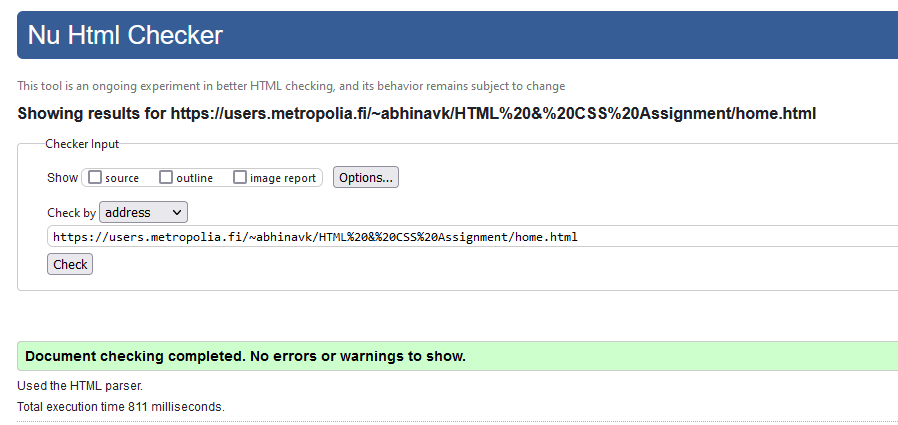 Nu Html Checker
This tool is an ongoing experiment in better HTML checking, and its behavior remains subject to change
Showing results for https://users.metropolia.fi/~abhinavk/HTML%20&%20CSS%20Assignment/home.html
Checker Input
Show source outline image report Options...
Check by address
https://users.metropolia.fi/~abhinavk/HTML%20&%20CSS%20Assignment/home.html
Check
Document checking completed. No errors or warnings to show.
Used the HTML parser.
Total execution time 811 milliseconds.